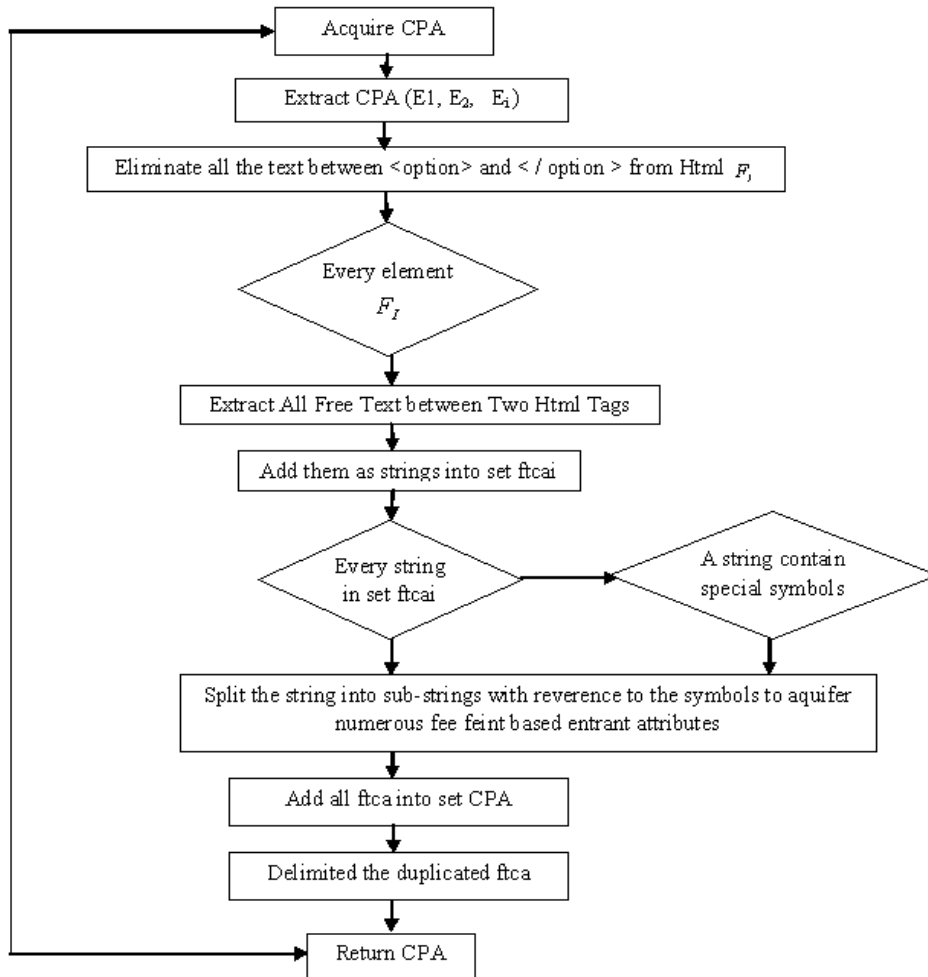 Acquire CPA
Extract CPA (E1, E₂, Eᵢ)
Eliminate all the text between <option> and < / option > from Html Fⱼ
Every element
F_I
Extract All Free Text between Two Html Tags
Add them as strings into set ftcai
Every string
in set ftcai
A string contain
special symbols
Split the string into sub-strings with reverence to the symbols to aquifer
numerous fee feint based entrant attributes
Add all ftca into set CPA
Delimited the duplicated ftca
Return CPA